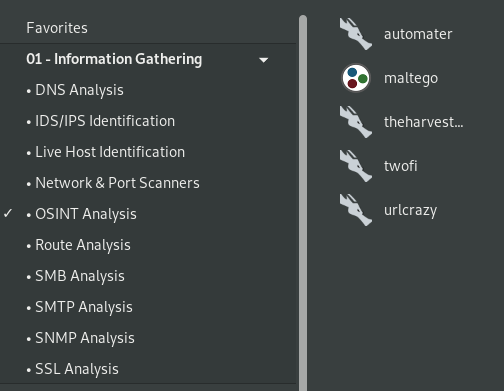 Favorites
01 - Information Gathering
• DNS Analysis
• IDS/IPS Identification
• Live Host Identification
• Network & Port Scanners
✓ • OSINT Analysis
• Route Analysis
• SMB Analysis
• SMTP Analysis
• SNMP Analysis
• SSL Analysis
automater
maltego
theharvest...
twofi
urlcrazy